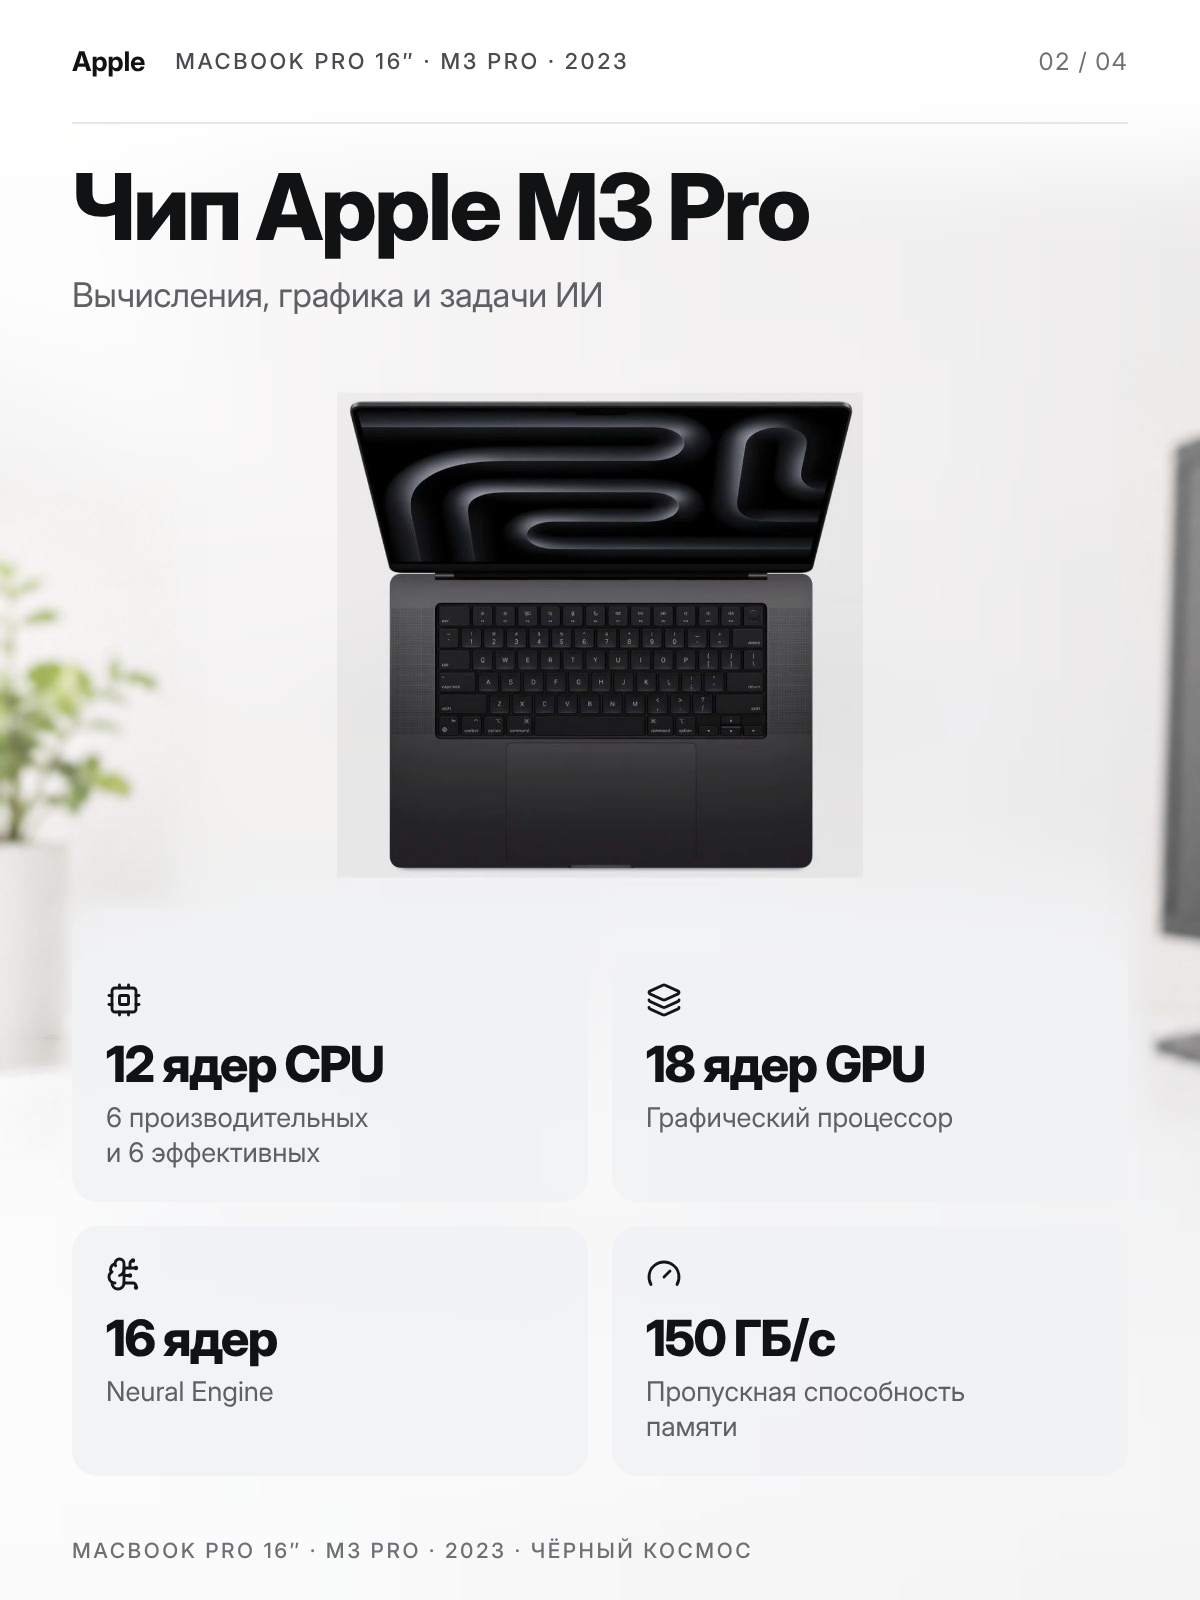 Apple MACBOOK PRO 16″ · M3 PRO · 2023 02 / 04
Чип Apple M3 Pro
Вычисления, графика и задачи ИИ
12 ядер CPU
6 производительных
и 6 эффективных
18 ядер GPU
Графический процессор
16 ядер
Neural Engine
150 ГБ/с
Пропускная способность
памяти
MACBOOK PRO 16″ · M3 PRO · 2023 · ЧЁРНЫЙ КОСМОС